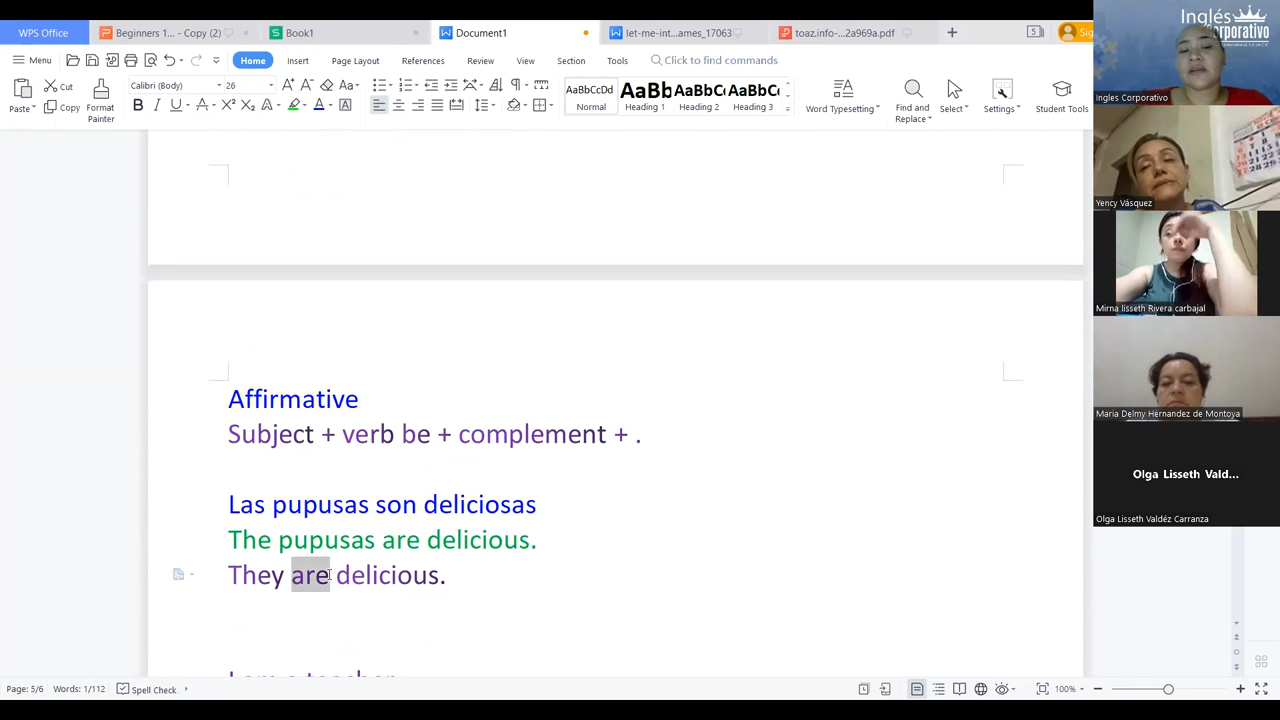 WPS Office
Beginners 1... - Copy (2)
Book1
Document1
let-me-int...ames_17063
toaz.info-...2a969a.pdf
5
Sig
Menu
Home
Insert
Page Layout
References
Review
View
Section
Tools
Click to find commands
Paste
Cut
Copy
Format
Painter
Calibri (Body)
26
AaBbCcDd
Normal
AaBb
Heading 1
AaBbC
Heading 2
AaBbC
Heading 3
Word Typesetting
Find and
Replace
Select
Settings
Student Tools
Affirmative
Subject + verb be + complement + .
Las pupusas son deliciosas
The pupusas are delicious.
They are delicious.
I am a teacher
Page: 5/6
Words: 1/112
Spell Check
100%
Inglés
Corporativo
Ingles Corporativo
Yency Vásquez
Mirna lisseth Rivera carbajal
Maria Delmy Hernandez de Montoya
Olga Lisseth Vald...
Olga Lisseth Valdéz Carranza